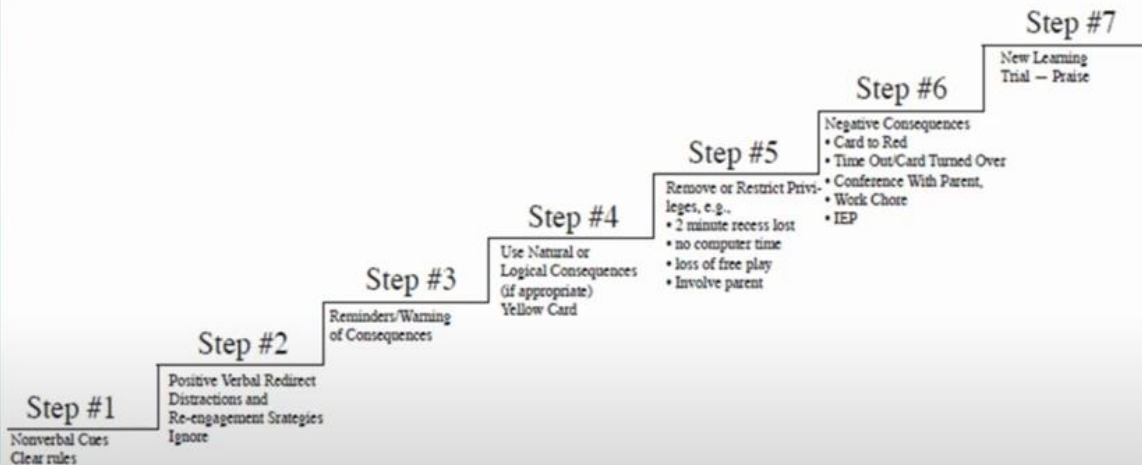 Step #1
Nonverbal Cues
Clear rules
Step #2
Positive Verbal Redirect
Distractions and
Re-engagement Srategies
Ignore
Step #3
Reminders/Warning
of Consequences
Step #4
Use Natural or
Logical Consequences
(if appropriate)
Yellow Card
Step #5
Remove or Restrict Privi-
leges, e.g.,
• 2 minute recess lost
• no computer time
• loss of free play
• Involve parent
Step #6
Negative Consequences
• Card to Red
• Time Out/Card Turned Over
• Conference With Parent,
• Work Chore
• IEP
Step #7
New Learning
Trial — Praise